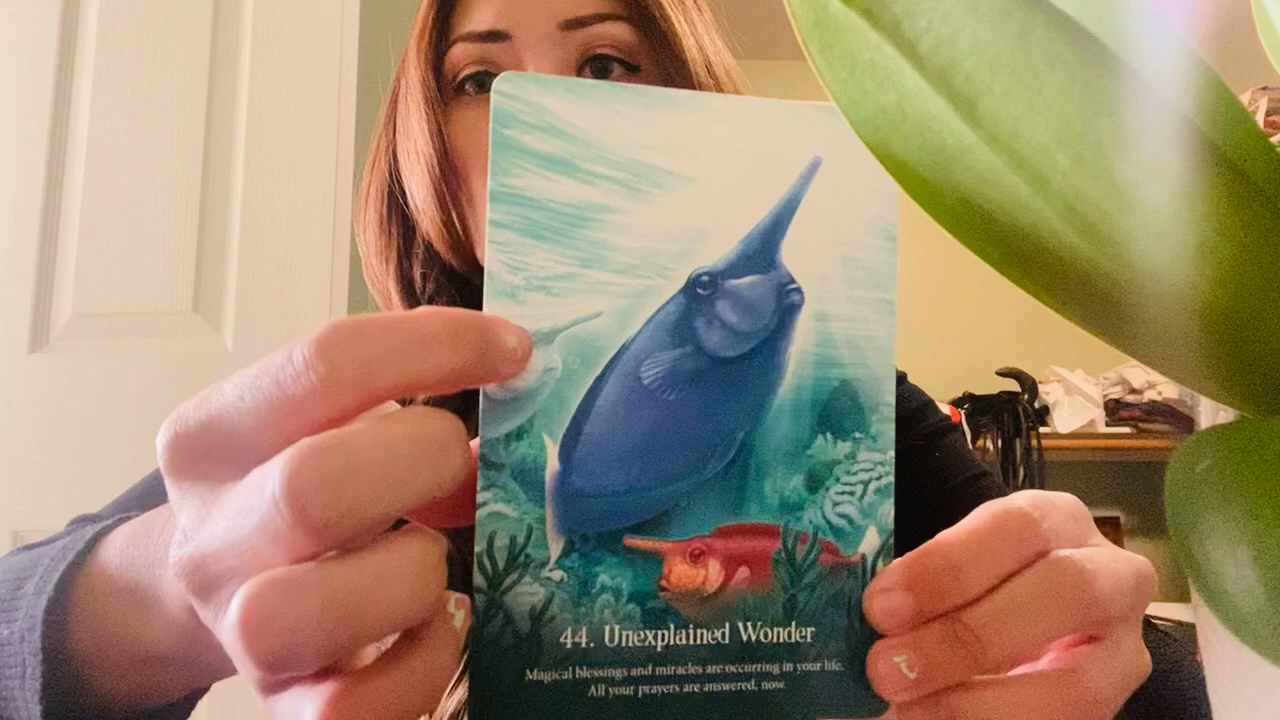 44. Unexplained Wonder
Magical blessings and miracles are occurring in your life.
All your prayers are answered, now